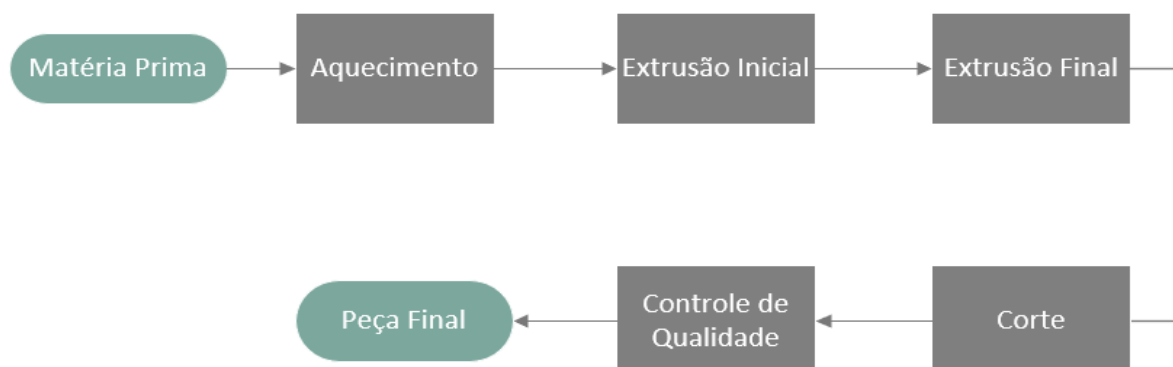 Matéria Prima
Aquecimento
Extrusão Inicial
Extrusão Final
Corte
Controle de
Qualidade
Peça Final